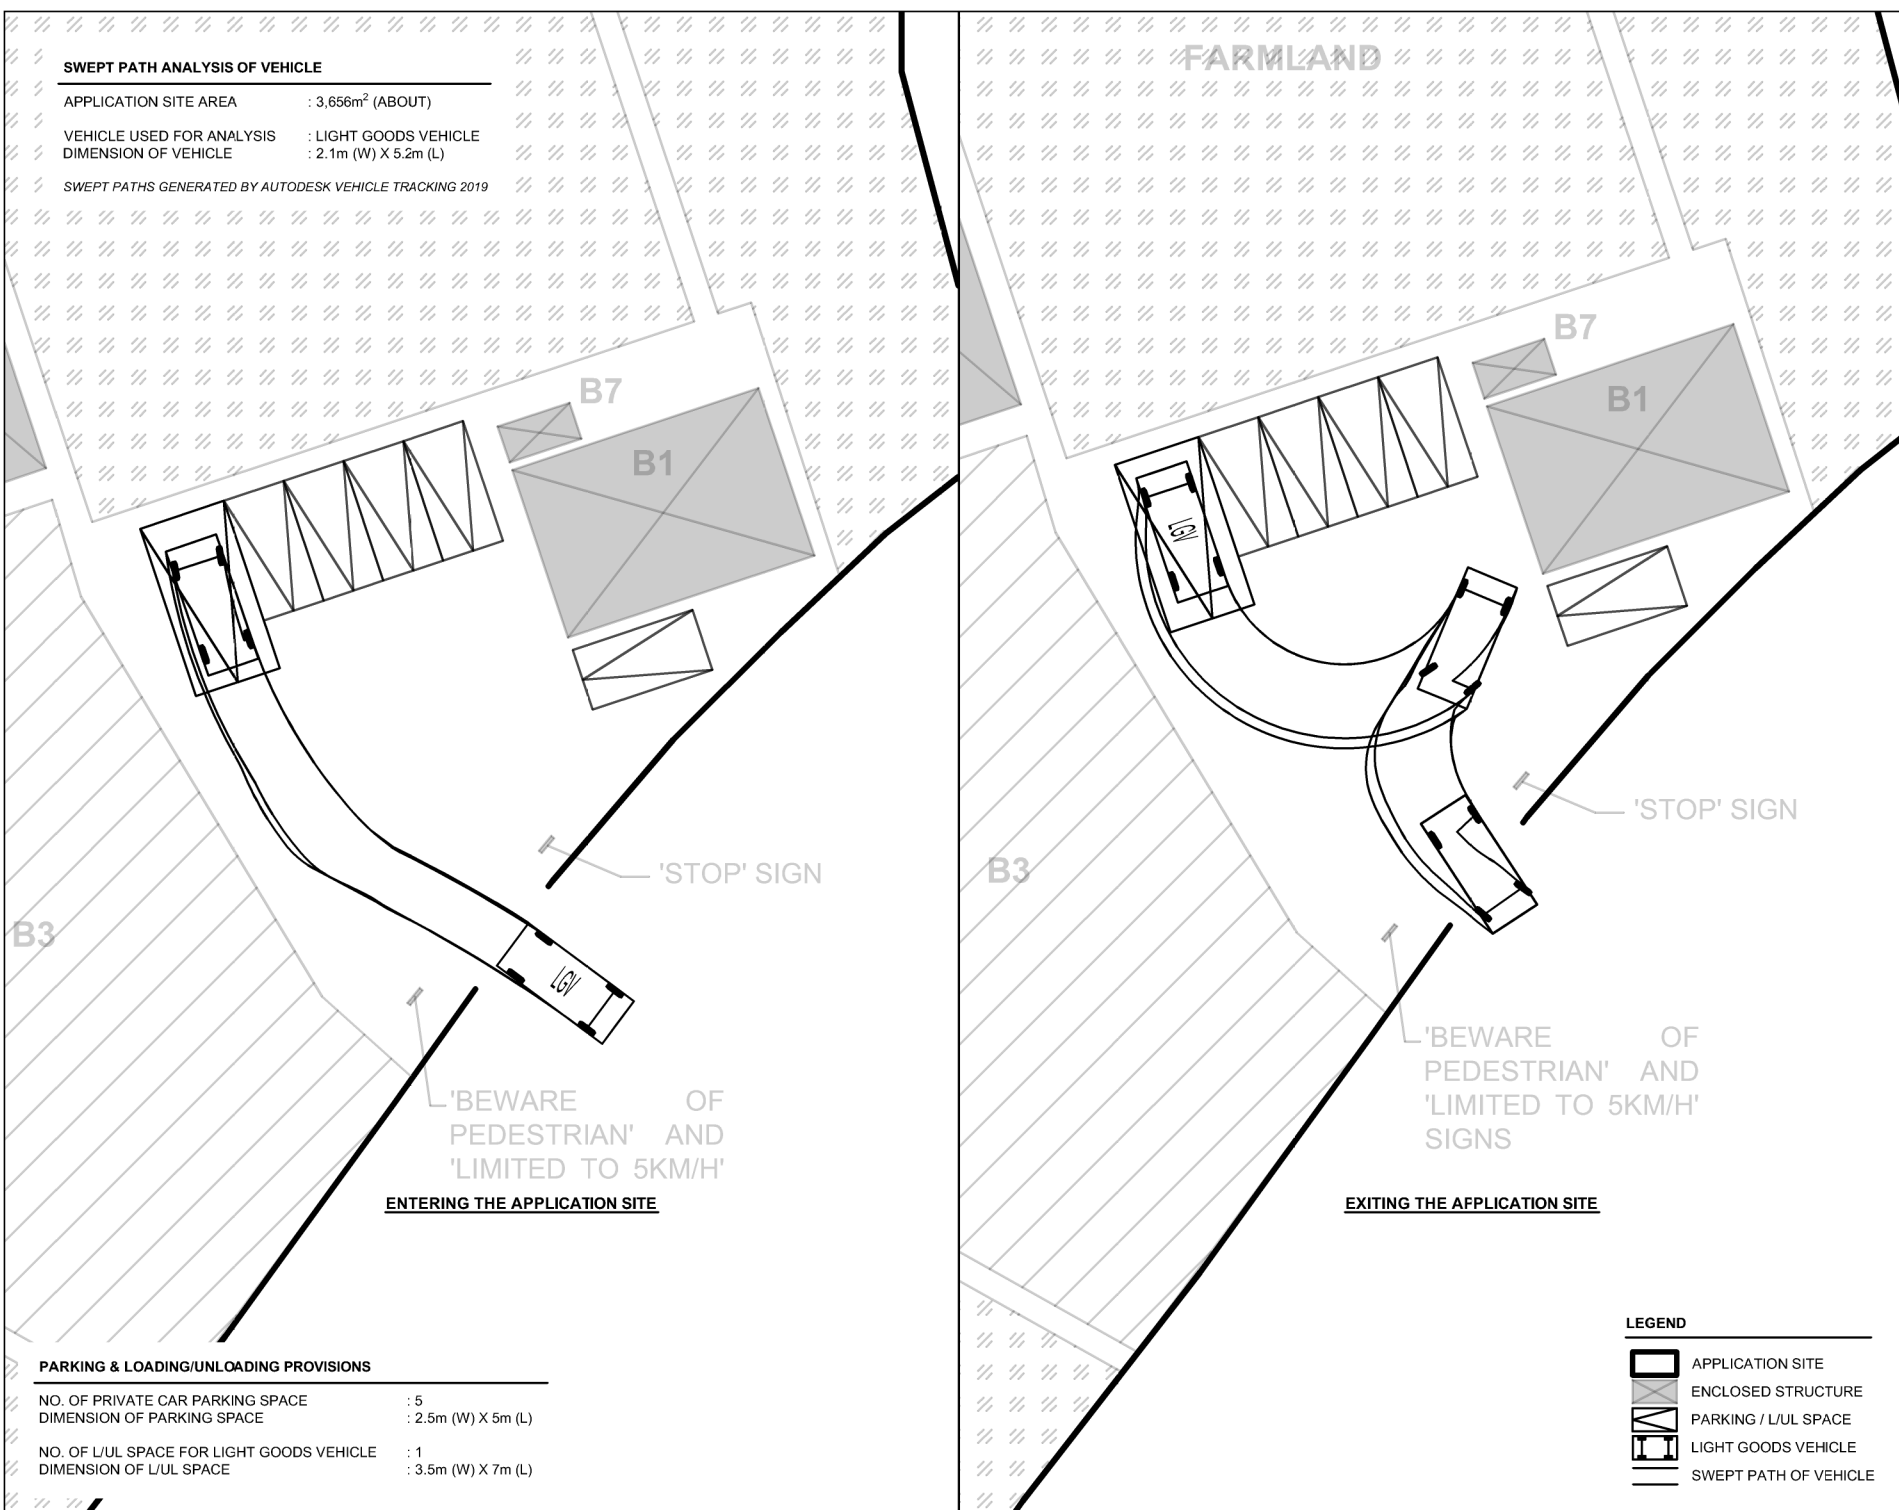 SWEPT PATH ANALYSIS OF VEHICLE
APPLICATION SITE AREA : 3,656m² (ABOUT)
VEHICLE USED FOR ANALYSIS : LIGHT GOODS VEHICLE
DIMENSION OF VEHICLE : 2.1m (W) X 5.2m (L)
SWEPT PATHS GENERATED BY AUTODESK VEHICLE TRACKING 2019
B7
B1
'STOP' SIGN
B3
LGV
'BEWARE OF
PEDESTRIAN' AND
'LIMITED TO 5KM/H'
ENTERING THE APPLICATION SITE
PARKING & LOADING/UNLOADING PROVISIONS
NO. OF PRIVATE CAR PARKING SPACE : 5
DIMENSION OF PARKING SPACE : 2.5m (W) X 5m (L)
NO. OF L/UL SPACE FOR LIGHT GOODS VEHICLE : 1
DIMENSION OF L/UL SPACE : 3.5m (W) X 7m (L)
FARMLAND
B7
B1
LGV
'STOP' SIGN
B3
'BEWARE OF
PEDESTRIAN' AND
'LIMITED TO 5KM/H'
SIGNS
EXITING THE APPLICATION SITE
LEGEND
APPLICATION SITE
ENCLOSED STRUCTURE
PARKING / L/UL SPACE
LIGHT GOODS VEHICLE
SWEPT PATH OF VEHICLE